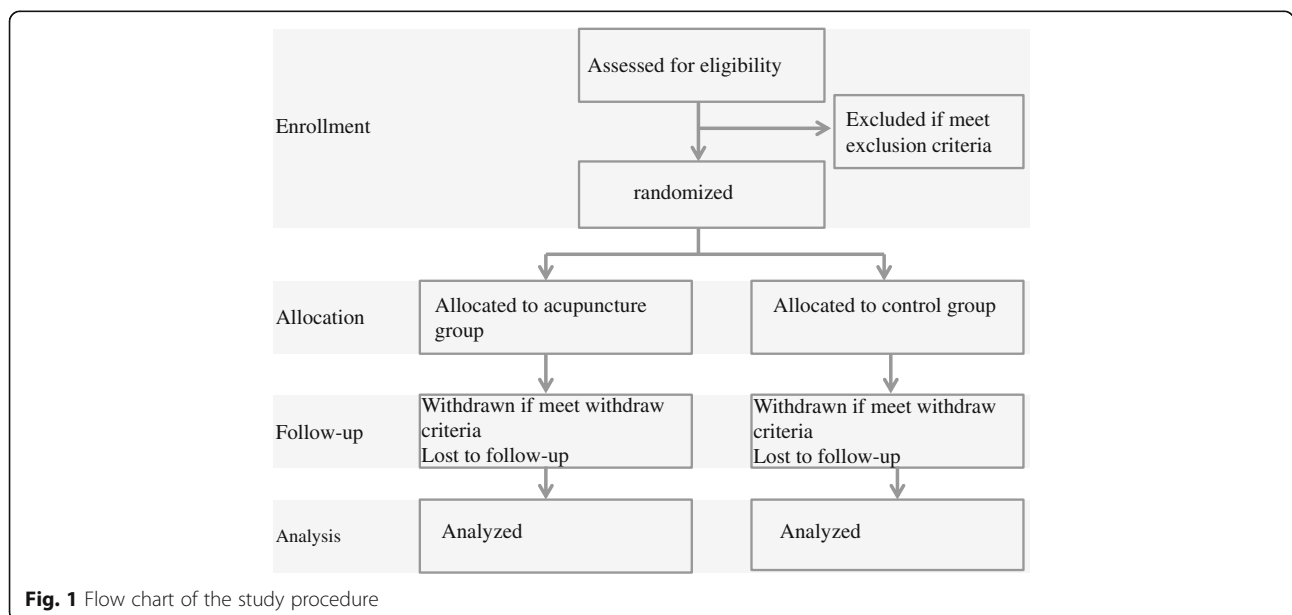 Assessed for eligibility
Enrollment
Excluded if meet
exclusion criteria
randomized
Allocation
Allocated to acupuncture
group
Allocated to control group
Follow-up
Withdrawn if meet withdraw
criteria
Lost to follow-up
Withdrawn if meet withdraw
criteria
Lost to follow-up
Analysis
Analyzed
Analyzed
Fig. 1 Flow chart of the study procedure